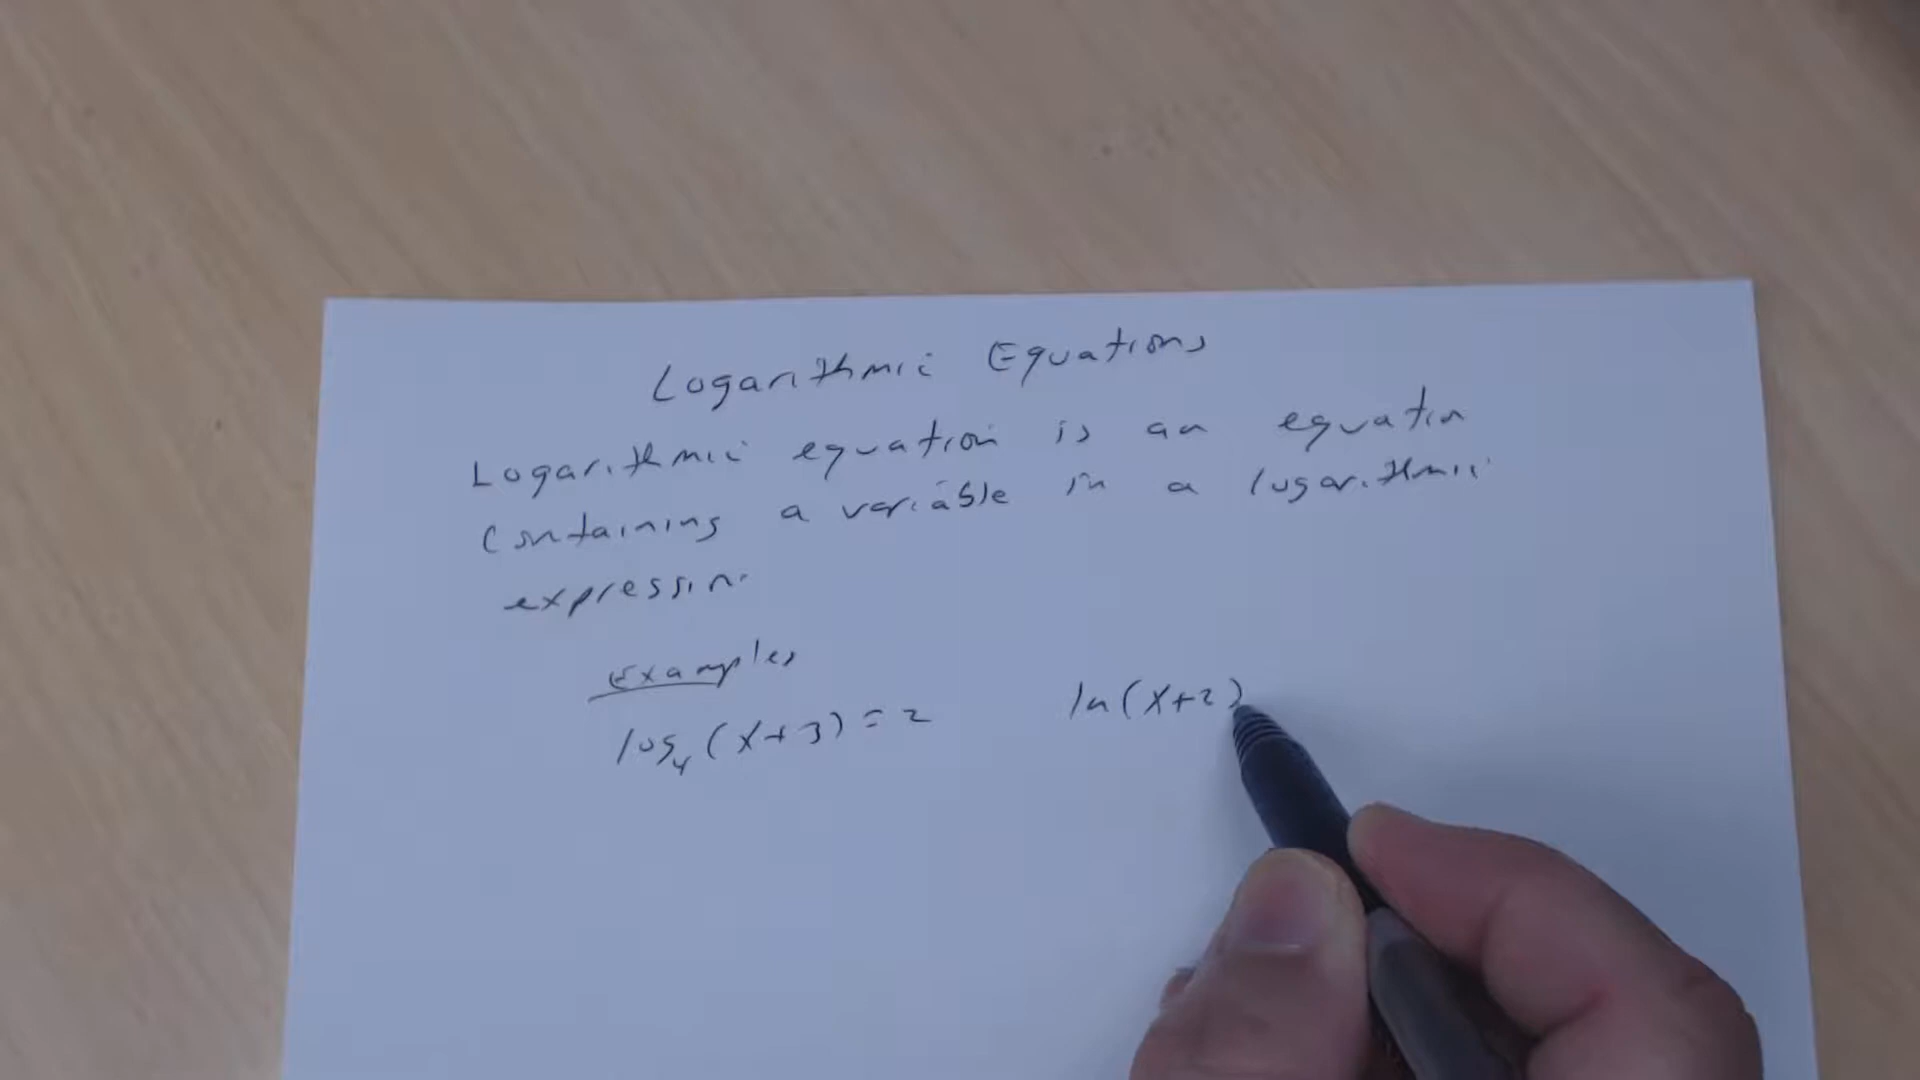 Logarithmic Equations
Logarithmic equation is an equation
containing a variable in a logarithmic
expression.
Examples
log₄(x+3) = 2
ln(x+2)